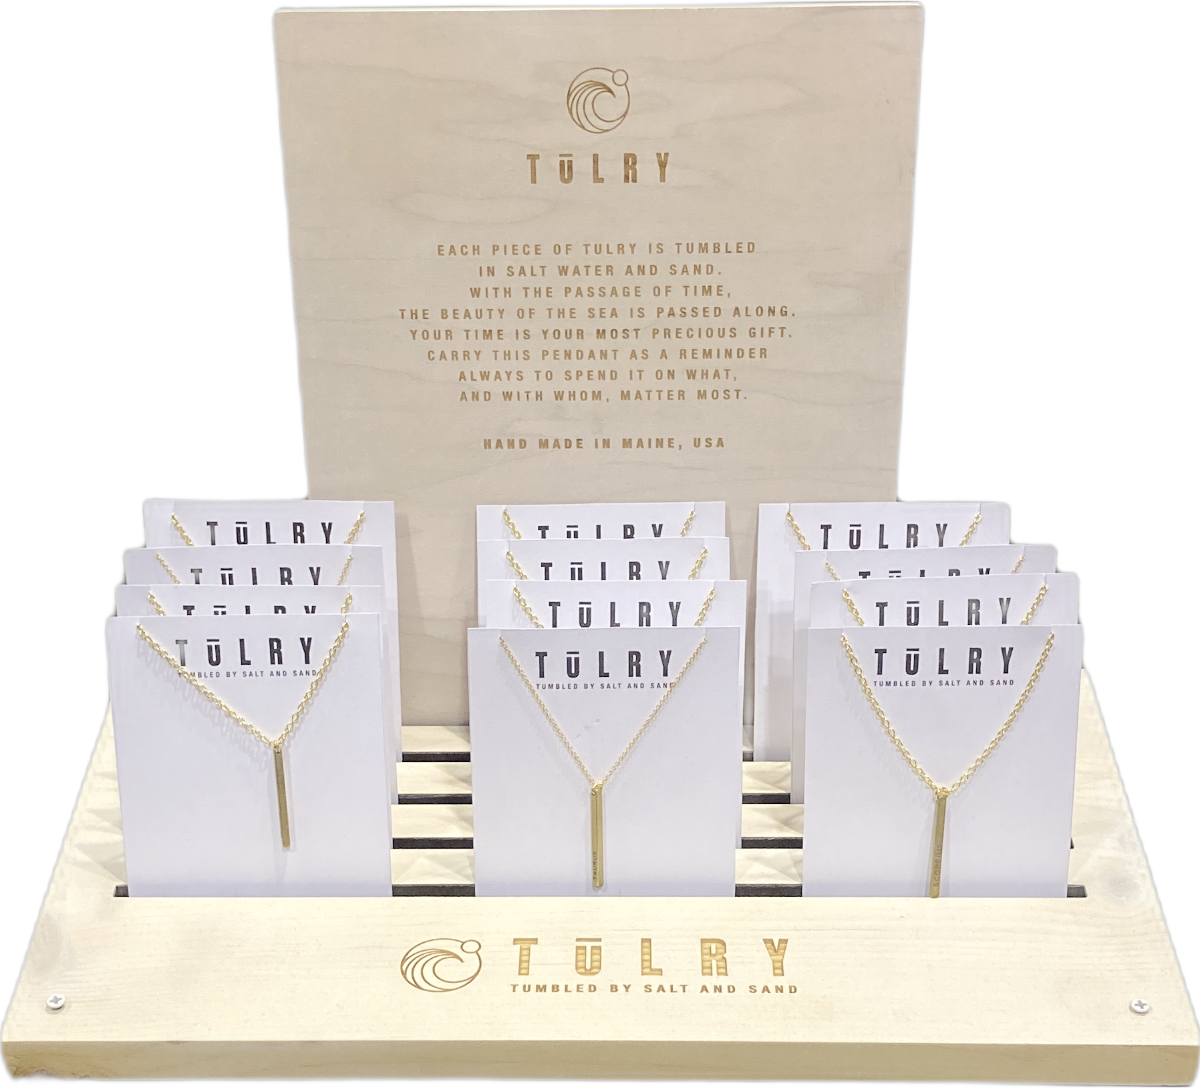 TŪLRY
EACH PIECE OF TULRY IS TUMBLED
IN SALT WATER AND SAND.
WITH THE PASSAGE OF TIME,
THE BEAUTY OF THE SEA IS PASSED ALONG.
YOUR TIME IS YOUR MOST PRECIOUS GIFT.
CARRY THIS PENDANT AS A REMINDER
ALWAYS TO SPEND IT ON WHAT,
AND WITH WHOM, MATTER MOST.
HAND MADE IN MAINE, USA
TŪLRY
TŪLRY
TŪLRY
TŪLRY
TŪLRY
TŪLRY
TŪLRY
TŪLRY
TŪLRY
TŪLRY
TUMBLED BY SALT AND SAND
TŪLRY
TUMBLED BY SALT AND SAND
TAURUS
TŪLRY
TUMBLED BY SALT AND SAND
TŪLRY
TUMBLED BY SALT AND SAND